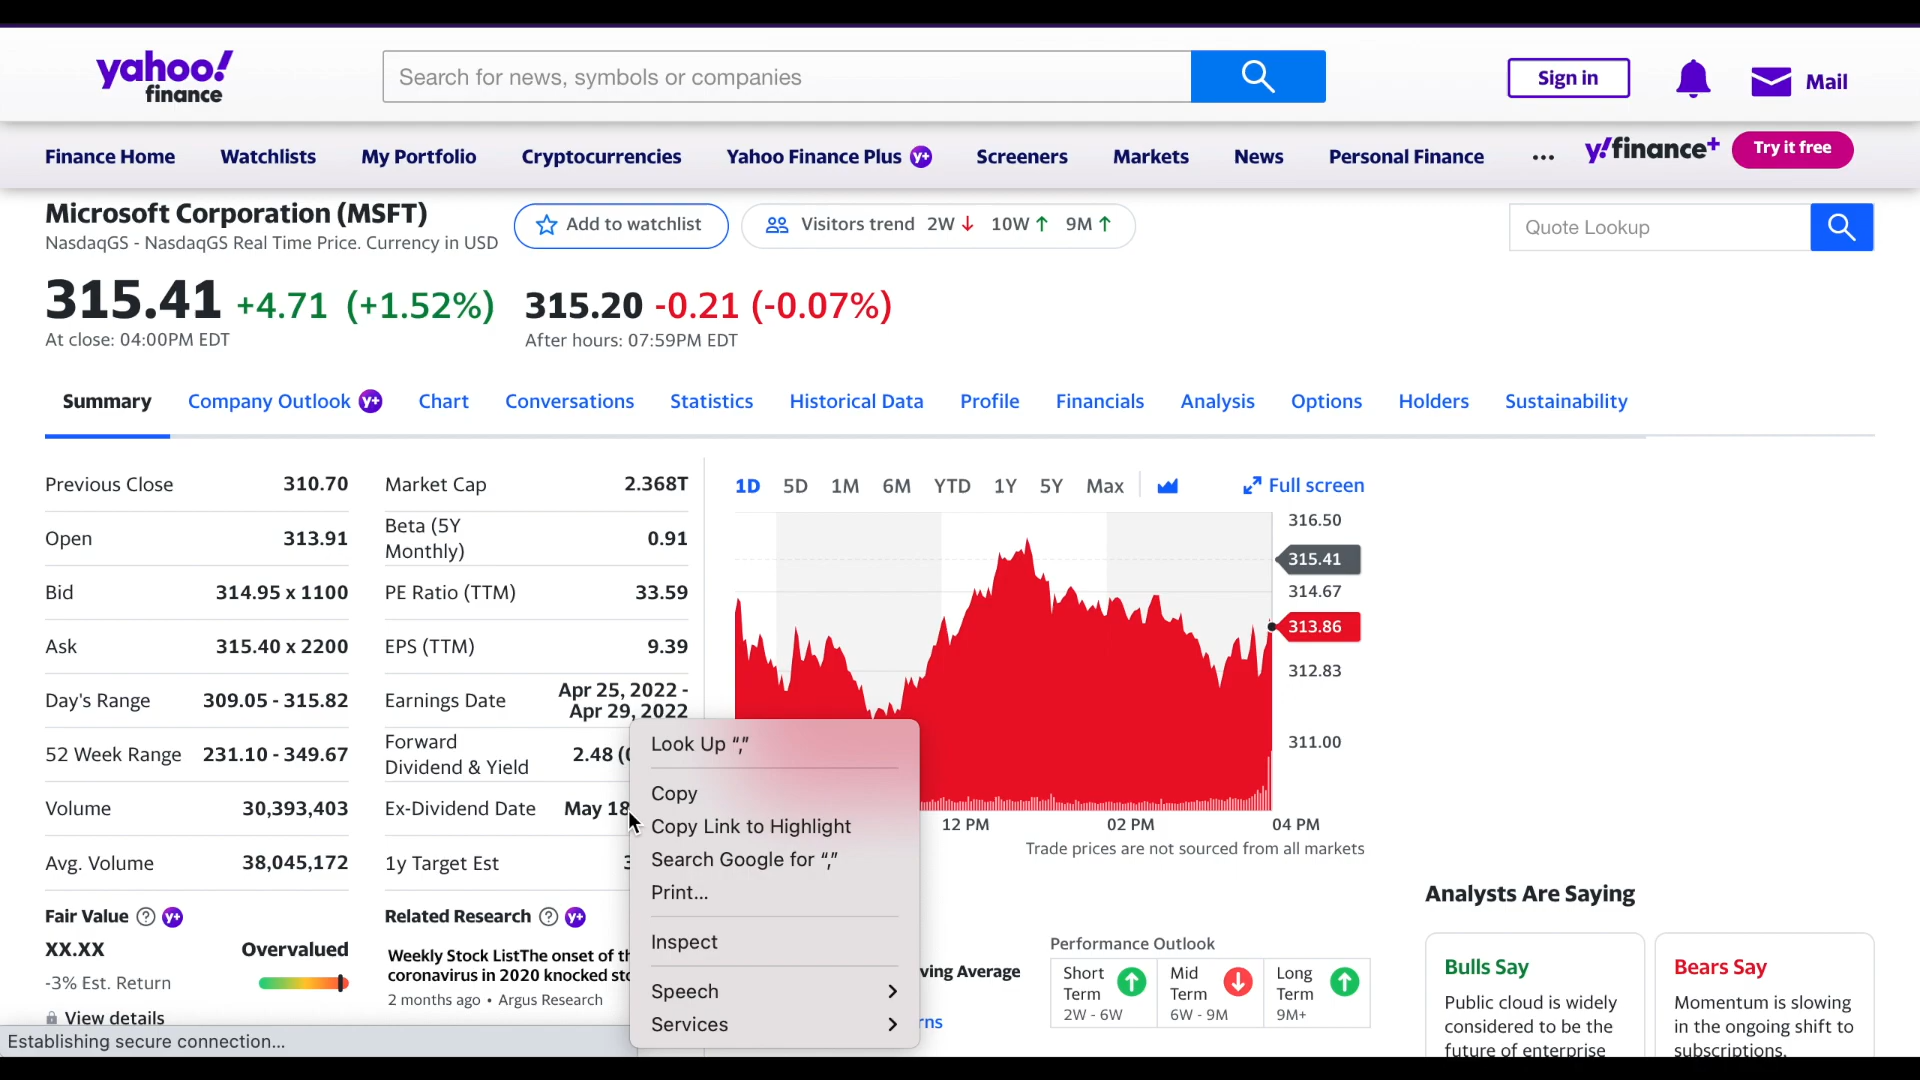 yahoo!
finance
Search for news, symbols or companies
Sign in
Mail
Finance Home Watchlists My Portfolio Cryptocurrencies Yahoo Finance Plus y+ Screeners Markets News Personal Finance ... y!finance+ Try it free
Microsoft Corporation (MSFT)
NasdaqGS - NasdaqGS Real Time Price. Currency in USD
Add to watchlist
Visitors trend 2W ↓ 10W ↑ 9M ↑
Quote Lookup
315.41 +4.71 (+1.52%)
At close: 04:00PM EDT
315.20 -0.21 (-0.07%)
After hours: 07:59PM EDT
Summary Company Outlook y+ Chart Conversations Statistics Historical Data Profile Financials Analysis Options Holders Sustainability
Previous Close 310.70
Open 313.91
Bid 314.95 x 1100
Ask 315.40 x 2200
Day's Range 309.05 - 315.82
52 Week Range 231.10 - 349.67
Volume 30,393,403
Avg. Volume 38,045,172
Market Cap 2.368T
Beta (5Y
Monthly) 0.91
PE Ratio (TTM) 33.59
EPS (TTM) 9.39
Earnings Date Apr 25, 2022 -
Apr 29, 2022
Forward
Dividend & Yield 2.48 (
Ex-Dividend Date May 18
1y Target Est
1D 5D 1M 6M YTD 1Y 5Y Max
Full screen
316.50
315.41
314.67
313.86
312.83
311.00
12 PM 02 PM 04 PM
Trade prices are not sourced from all markets
Look Up “,”
Copy
Copy Link to Highlight
Search Google for “,”
Print...
Inspect
Speech
Services
Fair Value ? y+
XX.XX Overvalued
-3% Est. Return
View details
Related Research ? y+
Weekly Stock ListThe onset of
coronavirus in 2020 knocked
2 months ago • Argus Research
Average
Performance Outlook
Short
Term
2W - 6W
Mid
Term
6W - 9M
Long
Term
9M+
Analysts Are Saying
Bulls Say
Public cloud is widely
considered to be the
future of enterprise
Bears Say
Momentum is slowing
in the ongoing shift to
subscriptions.
Establishing secure connection...